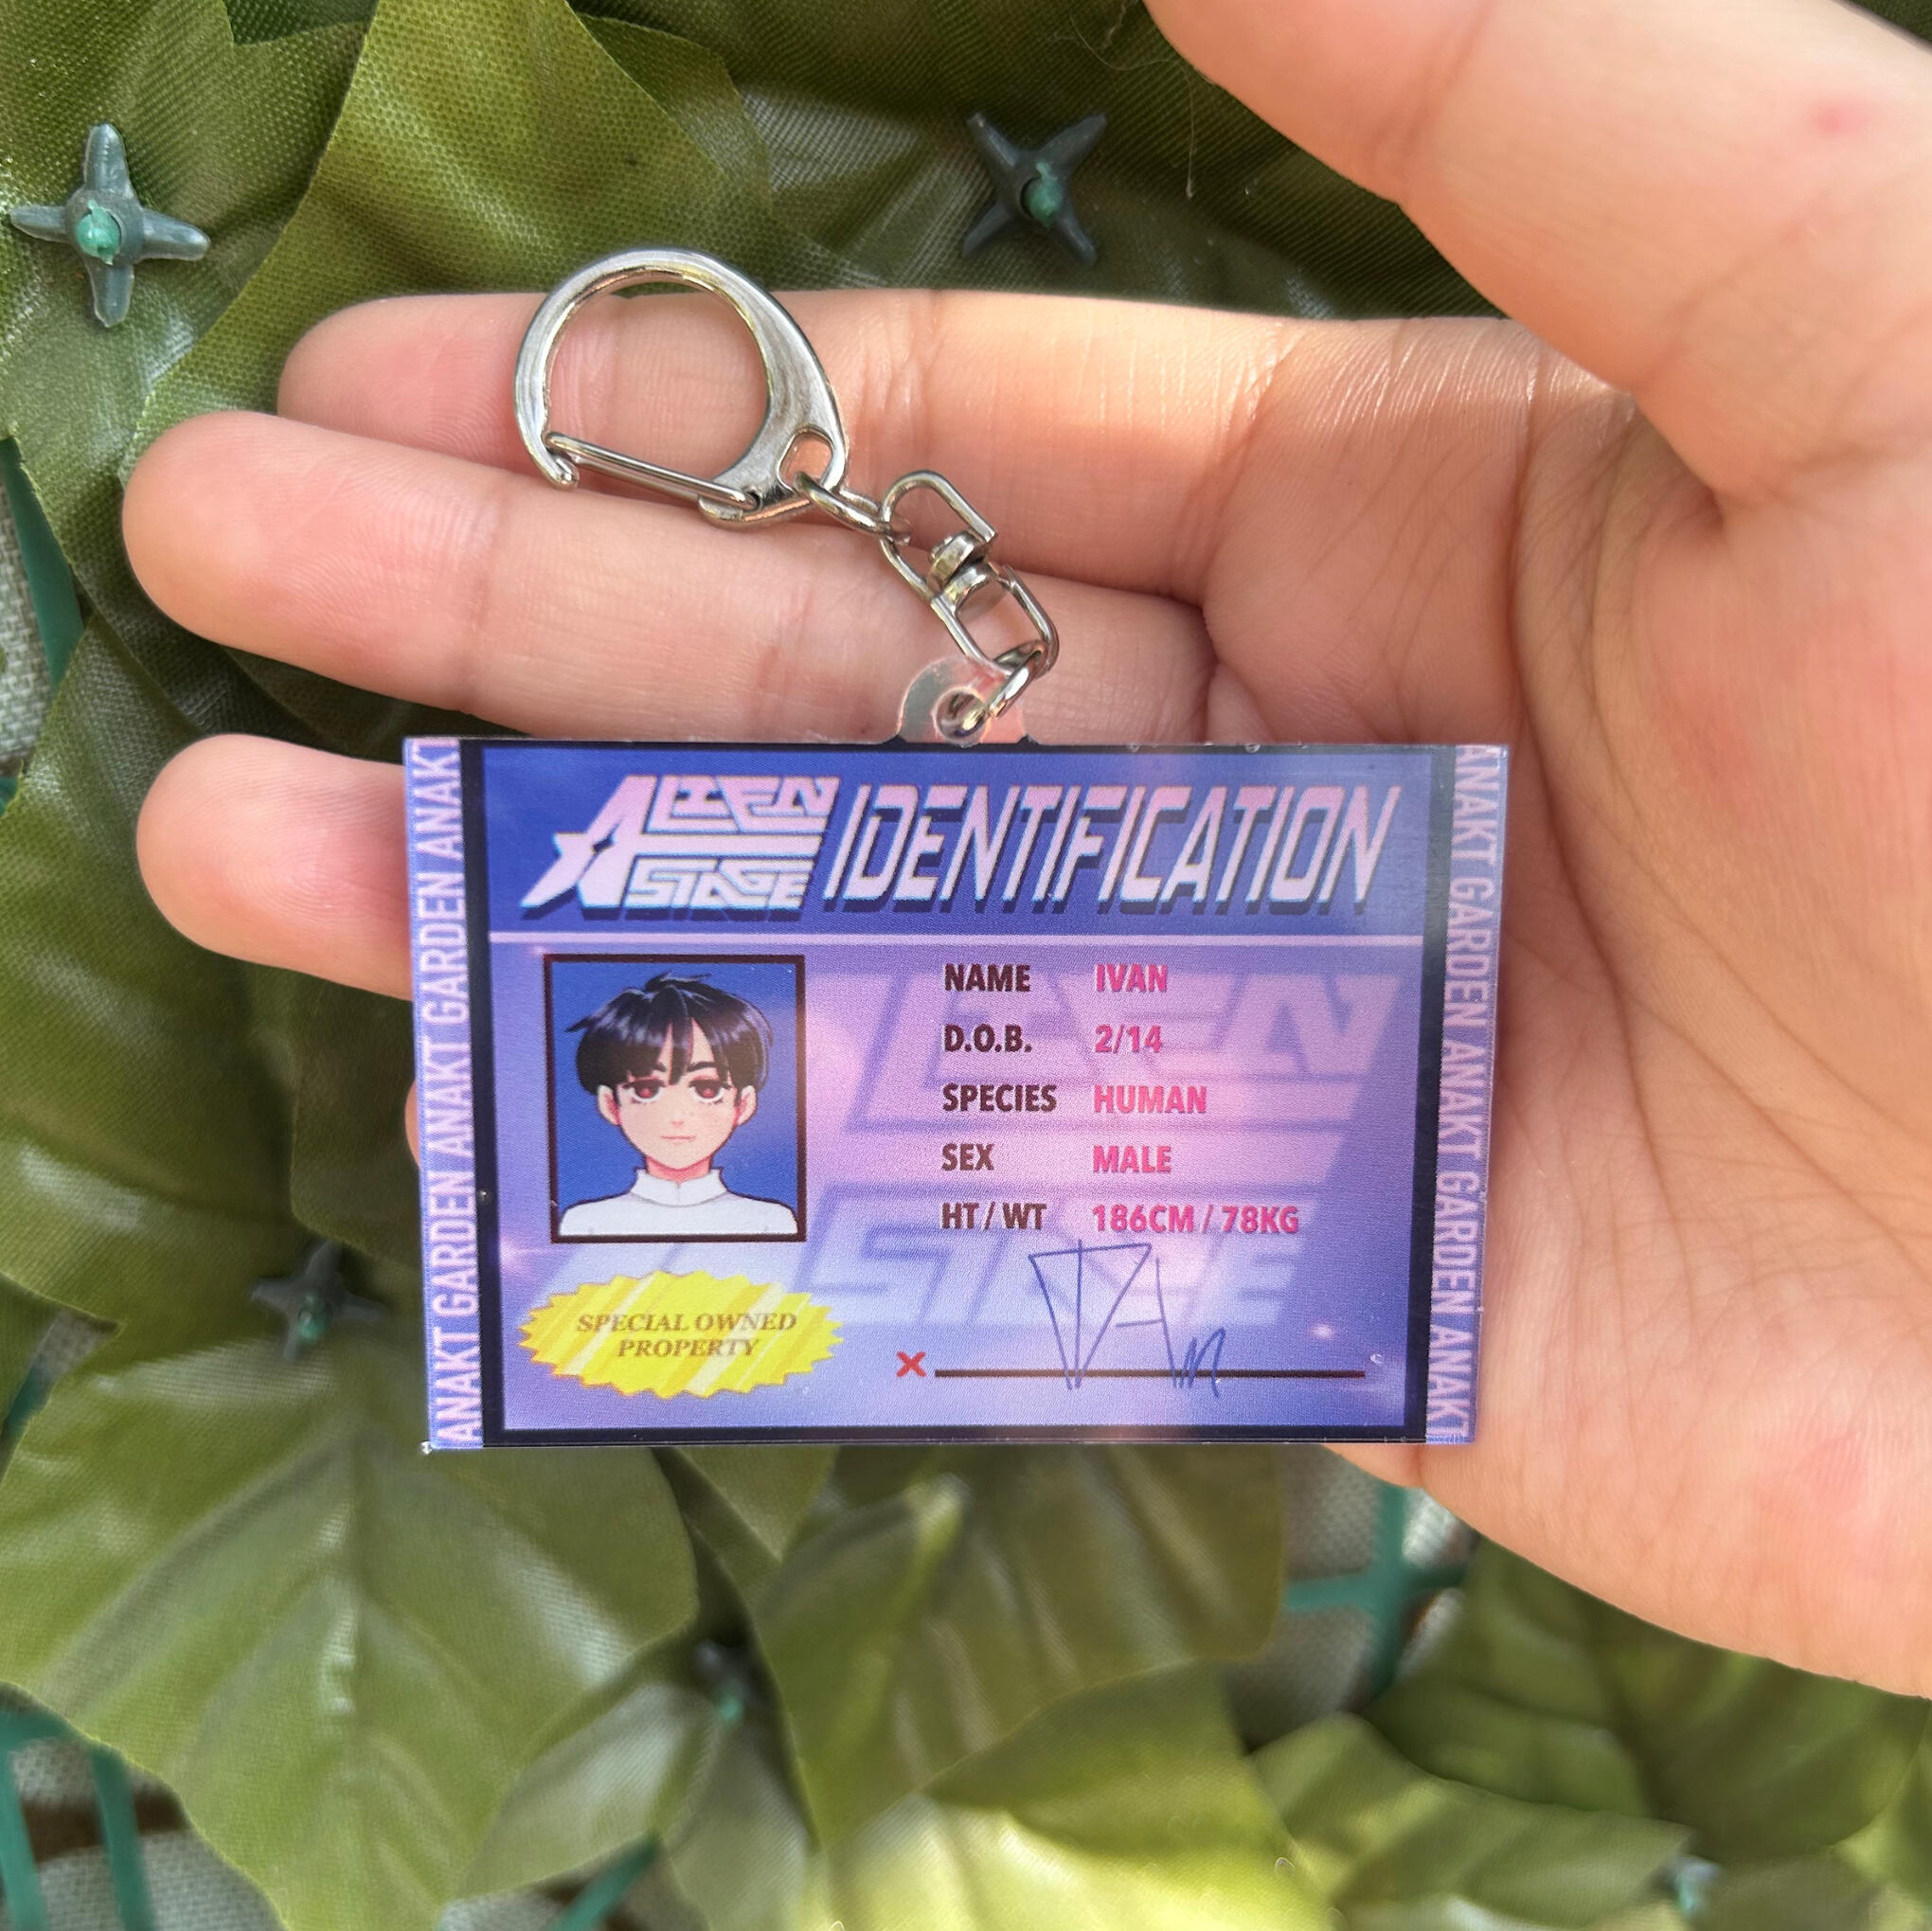 ALIEN STAGE IDENTIFICATION
NAME IVAN
D.O.B. 2/14
SPECIES HUMAN
SEX MALE
HT / WT 186CM / 78KG
SPECIAL OWNED
PROPERTY
X IVAn
ANAKT GARDEN ANAKT GARDEN ANAKT
ANAKT GARDEN ANAKT GARDEN ANAKT